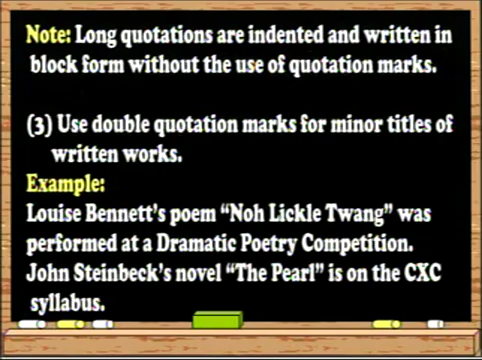 Note: Long quotations are indented and written in
block form without the use of quotation marks.
(3) Use double quotation marks for minor titles of
written works.
Example:
Louise Bennett's poem “Noh Lickle Twang” was
performed at a Dramatic Poetry Competition.
John Steinbeck's novel “The Pearl” is on the CXC
syllabus.